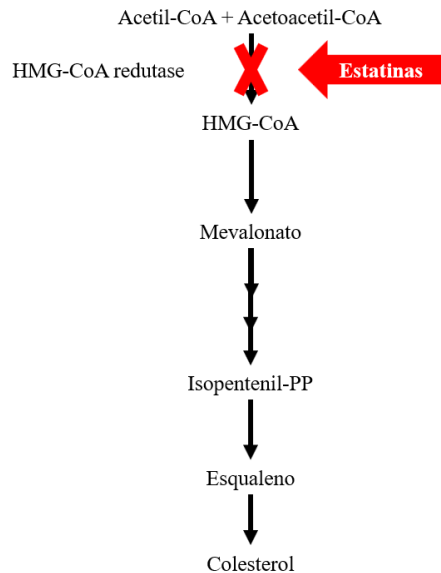 Acetil-CoA + Acetoacetil-CoA
HMG-CoA redutase
Estatinas
HMG-CoA
Mevalonato
Isopentenil-PP
Esqualeno
Colesterol